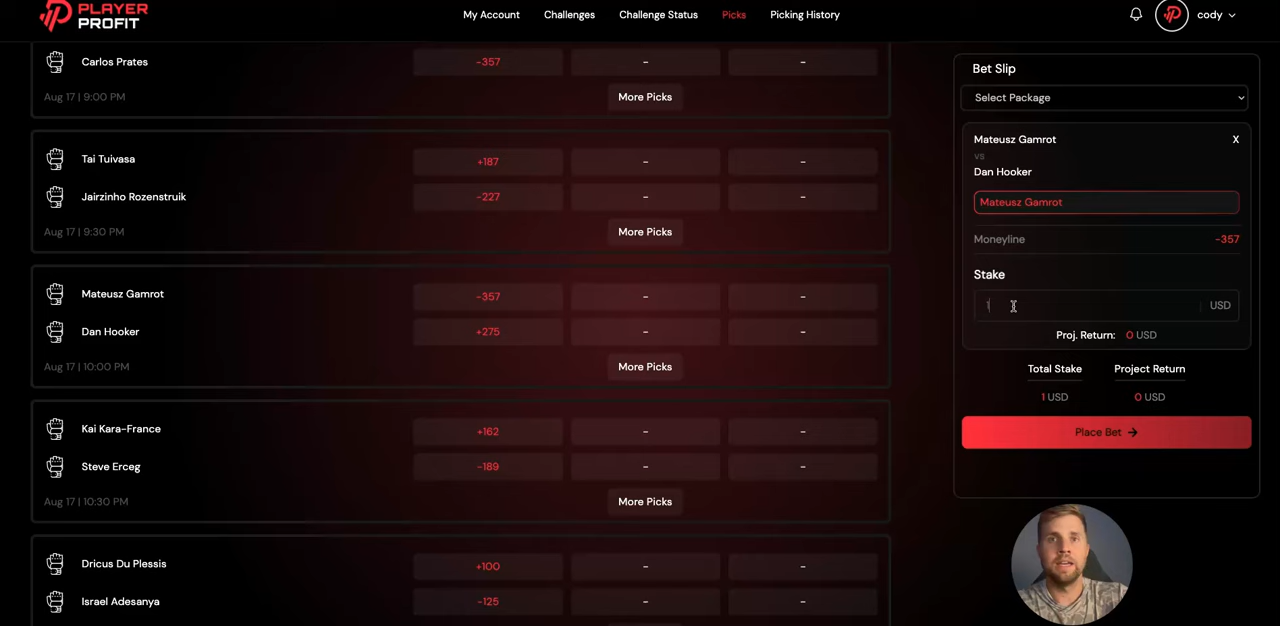 PLAYER PROFIT
My Account Challenges Challenge Status Picks Picking History
cody
Carlos Prates -357 - -
Aug 17 | 9:00 PM More Picks
Tai Tuivasa +187 - -
Jairzinho Rozenstruik -227 - -
Aug 17 | 9:30 PM More Picks
Mateusz Gamrot -357 - -
Dan Hooker +275 - -
Aug 17 | 10:00 PM More Picks
Kai Kara-France +162 - -
Steve Erceg -189 - -
Aug 17 | 10:30 PM More Picks
Dricus Du Plessis +100 - -
Israel Adesanya -125 - -
Bet Slip
Select Package
Mateusz Gamrot X
vs
Dan Hooker
Mateusz Gamrot
Moneyline -357
Stake
1 USD
Proj. Return: 0 USD
Total Stake Project Return
1 USD 0 USD
Place Bet →